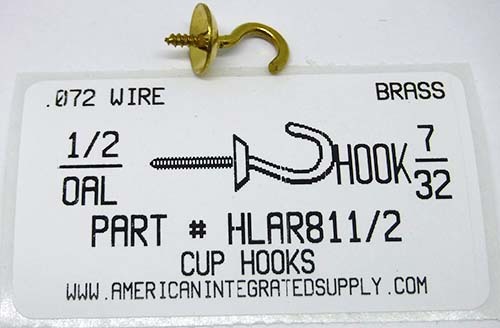 .072 WIRE BRASS
1/2 OAL HOOK 7/32
PART # HLAR811/2
CUP HOOKS
WWW.AMERICANINTEGRATEDSUPPLY.COM